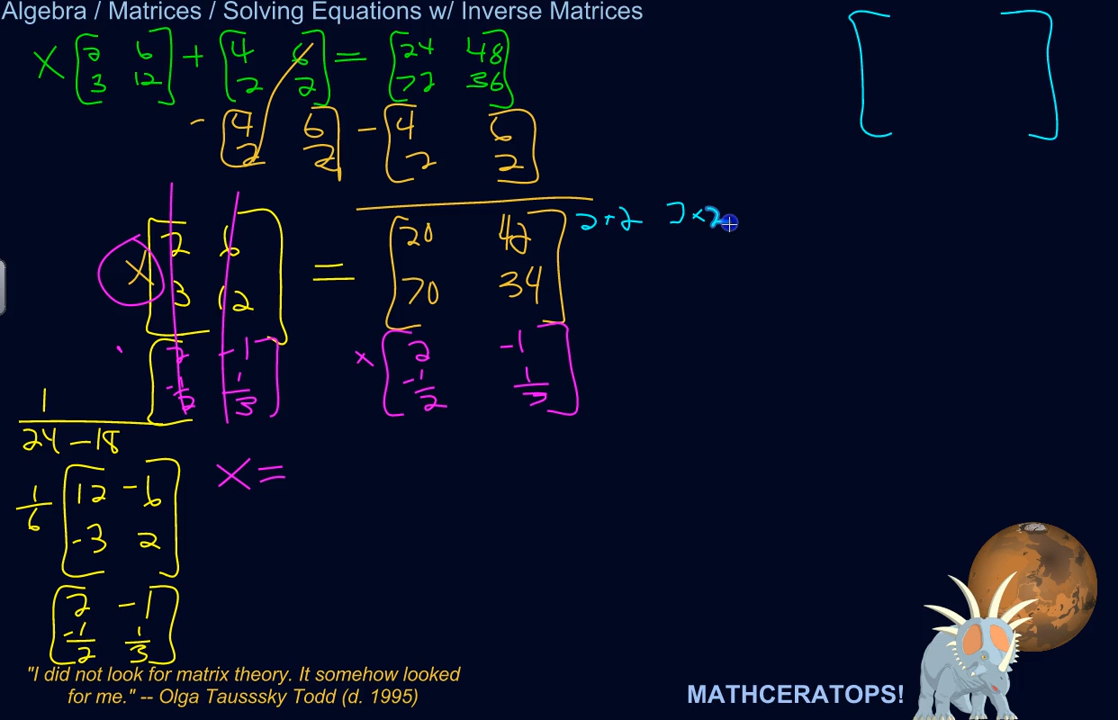 Algebra / Matrices / Solving Equations w/ Inverse Matrices
X [2 6] + [4 6] = [24 48]
[3 12] [2 2] [72 36]
- [4 6] - [4 6]
[2 2] [2 2]
2×2 2×2
X [2 6] = [20 42]
[3 12] [70 34]
· [2 -1] × [2 -1]
[-1/2 1/3] [-1/2 1/3]
1
24 - 18
X =
1/6 [12 -6]
[-3 2]
[2 -1]
[-1/2 1/3]
"I did not look for matrix theory. It somehow looked
for me." -- Olga Tausssky Todd (d. 1995)
MATHCERATOPS!